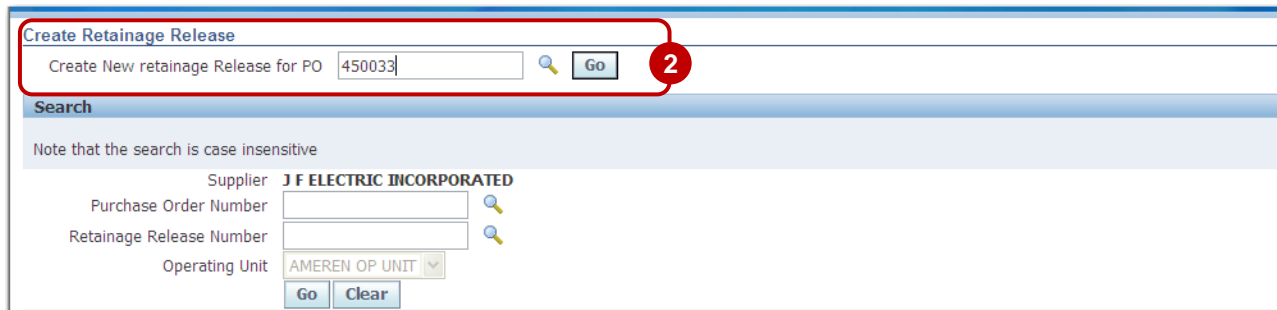 Create Retainage Release
Create New retainage Release for PO 450033 Go 2
Search
Note that the search is case insensitive
Supplier J F ELECTRIC INCORPORATED
Purchase Order Number
Retainage Release Number
Operating Unit AMEREN OP UNIT
Go Clear